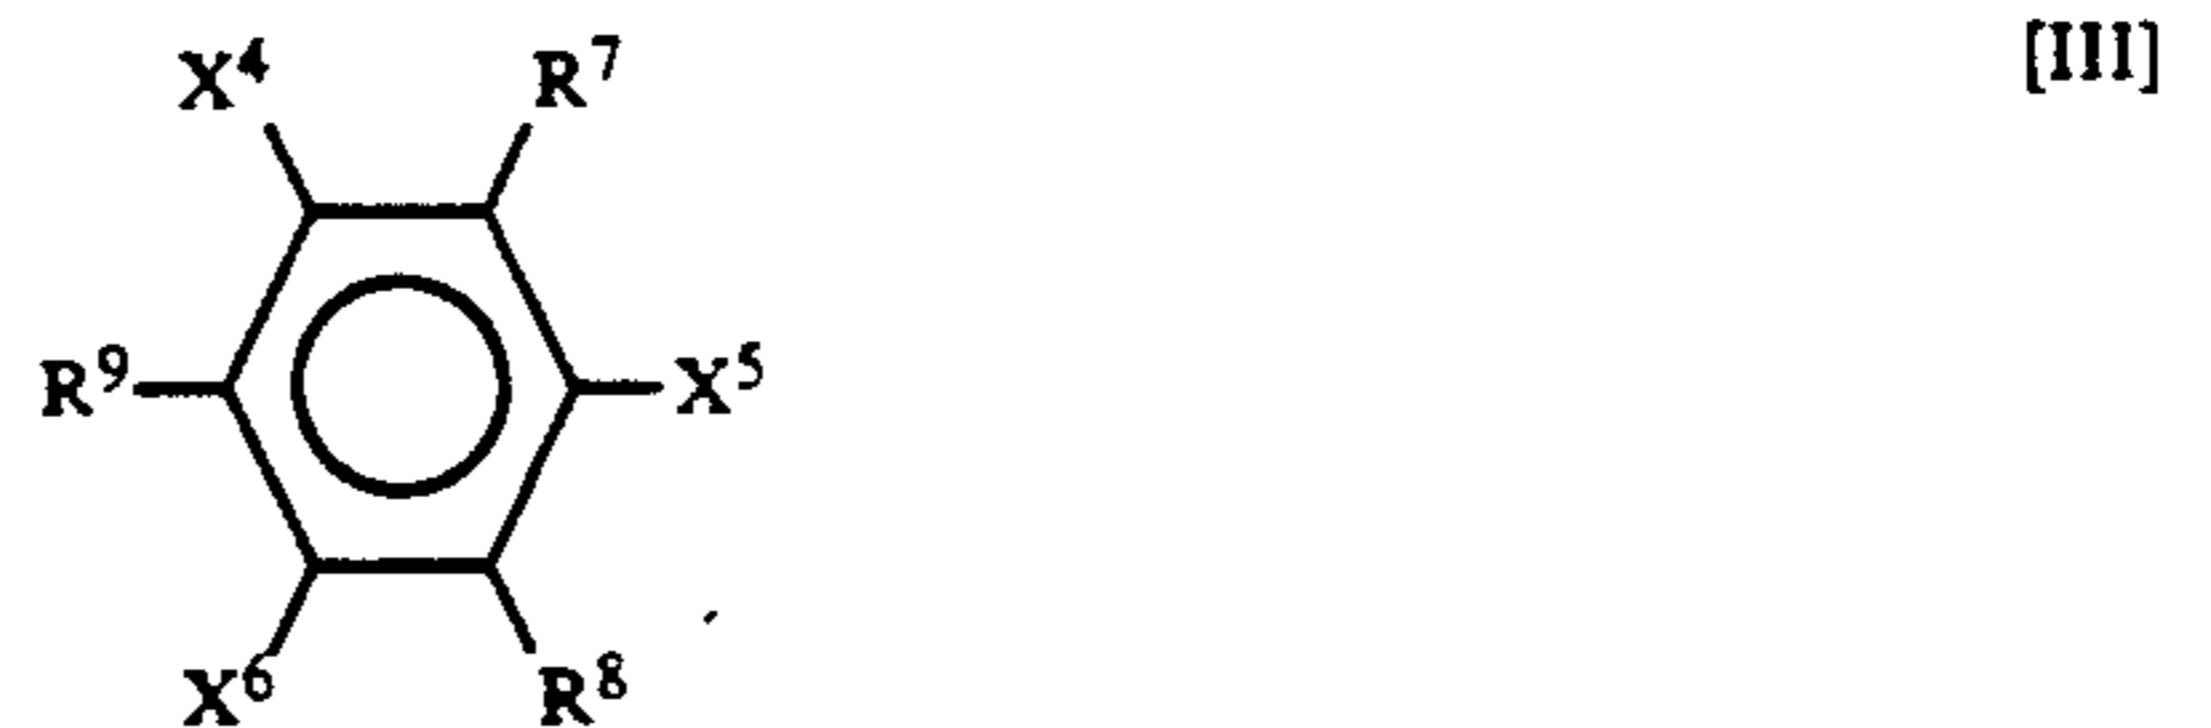 X⁴ R⁷ [III]
R⁹ X⁵
X⁶ R⁸